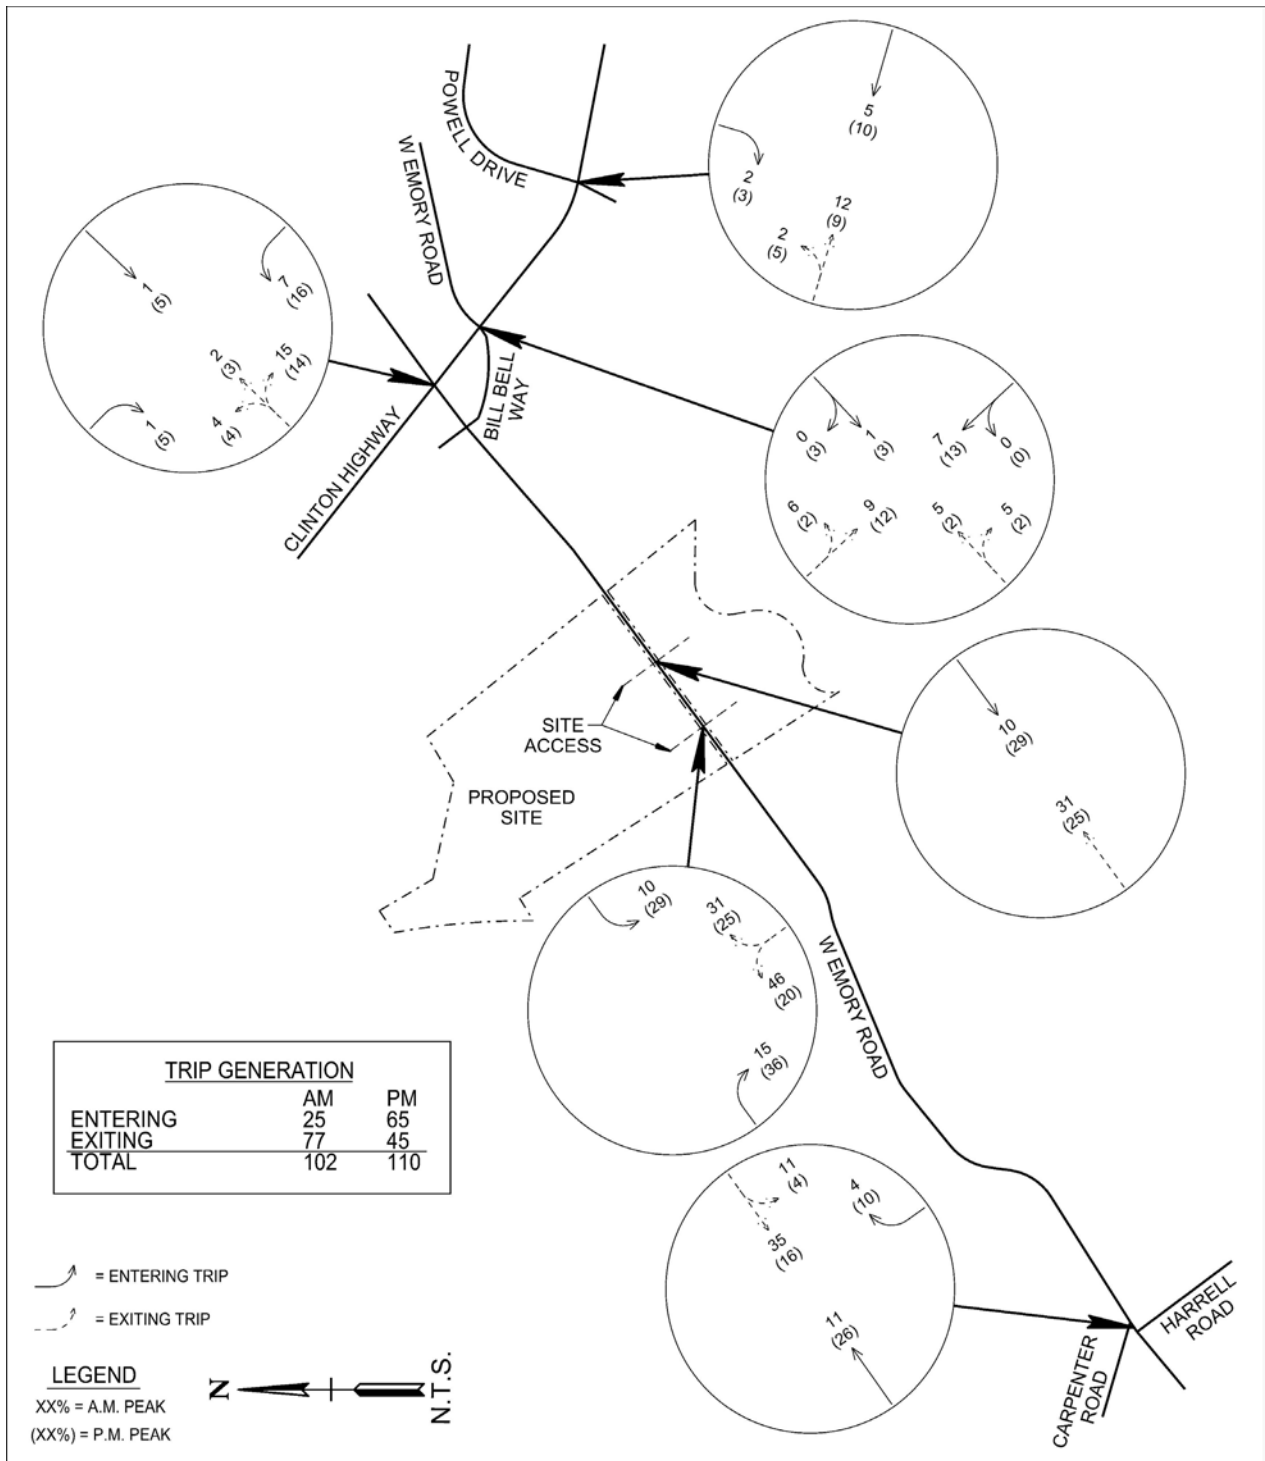 POWELL DRIVE
W EMORY ROAD
5
(10)
2
(3)
12
(9)
2
(5)
1
(5)
7
(16)
2
(3)
15
(14)
1
(5)
4
(4)
CLINTON HIGHWAY
BILL BELL
WAY
0
(3)
1
(3)
7
(13)
0
(0)
6
(2)
9
(12)
5
(2)
5
(2)
SITE
ACCESS
PROPOSED
SITE
10
(29)
31
(25)
10
(29)
31
(25)
46
(20)
15
(36)
W EMORY ROAD
TRIP GENERATION
AM PM
ENTERING 25 65
EXITING 77 45
TOTAL 102 110
11
(4)
4
(10)
35
(16)
11
(26)
HARRELL
ROAD
CARPENTER
ROAD
= ENTERING TRIP
= EXITING TRIP
LEGEND
XX% = A.M. PEAK
(XX%) = P.M. PEAK
N
N.T.S.